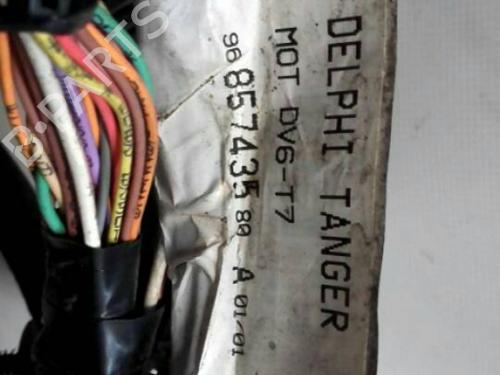 DELPHI TANGER
MOT DV6-T7
96 857435 80 A 01-01
B-PARTS